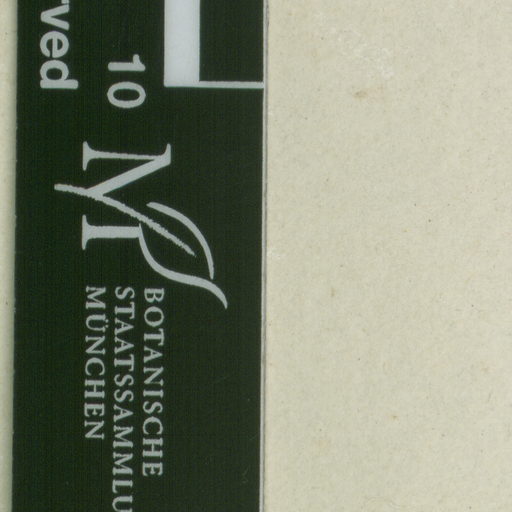 rved
10
BOTANISCHE
STAATSSAMMLU
MÜNCHEN